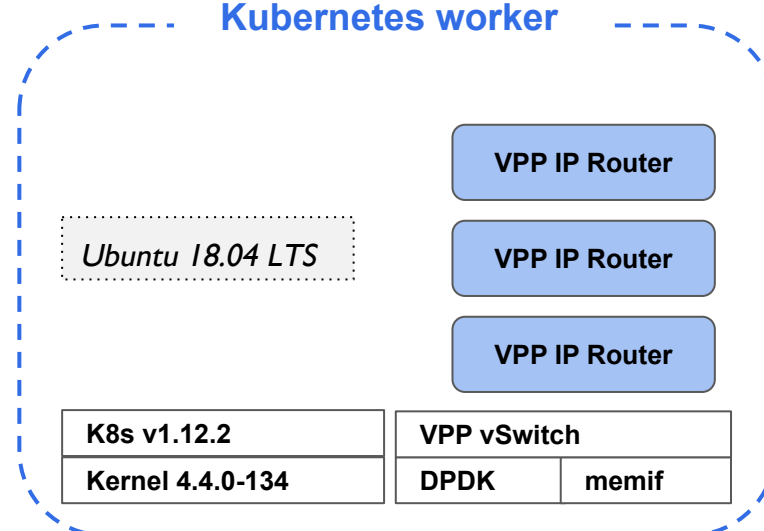 Kubernetes worker
VPP IP Router
Ubuntu 18.04 LTS
VPP IP Router
VPP IP Router
K8s v1.12.2
VPP vSwitch
Kernel 4.4.0-134
DPDK
memif